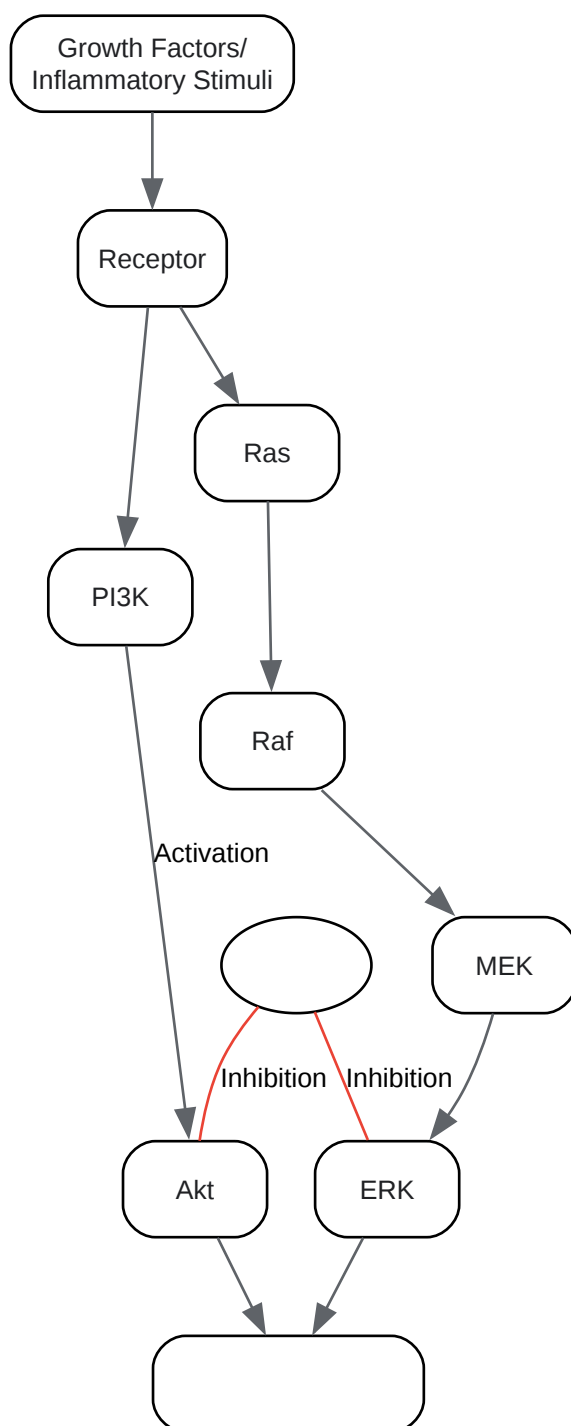 Growth Factors/
Inflammatory Stimuli
Receptor
Ras
PI3K
Raf
Activation
MEK
Inhibition
Inhibition
Akt
ERK